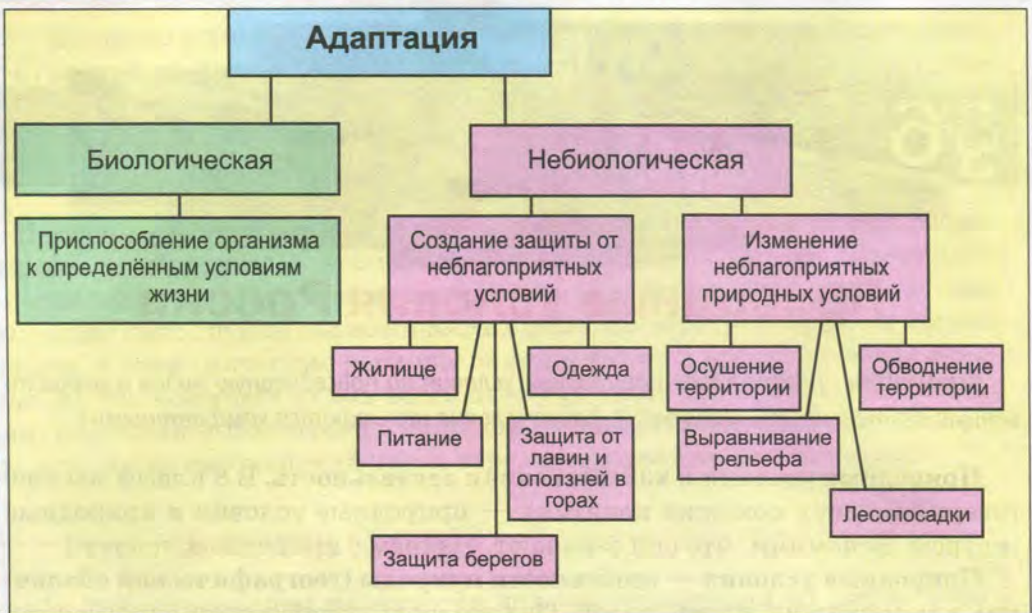 Адаптация
Биологическая
Небиологическая
Приспособление организма
к определённым условиям
жизни
Создание защиты от
неблагоприятных
условий
Изменение
неблагоприятных
природных условий
Жилище
Одежда
Осушение
территории
Обводнение
территории
Питание
Защита от
лавин и
оползней в
горах
Выравнивание
рельефа
Лесопосадки
Защита берегов